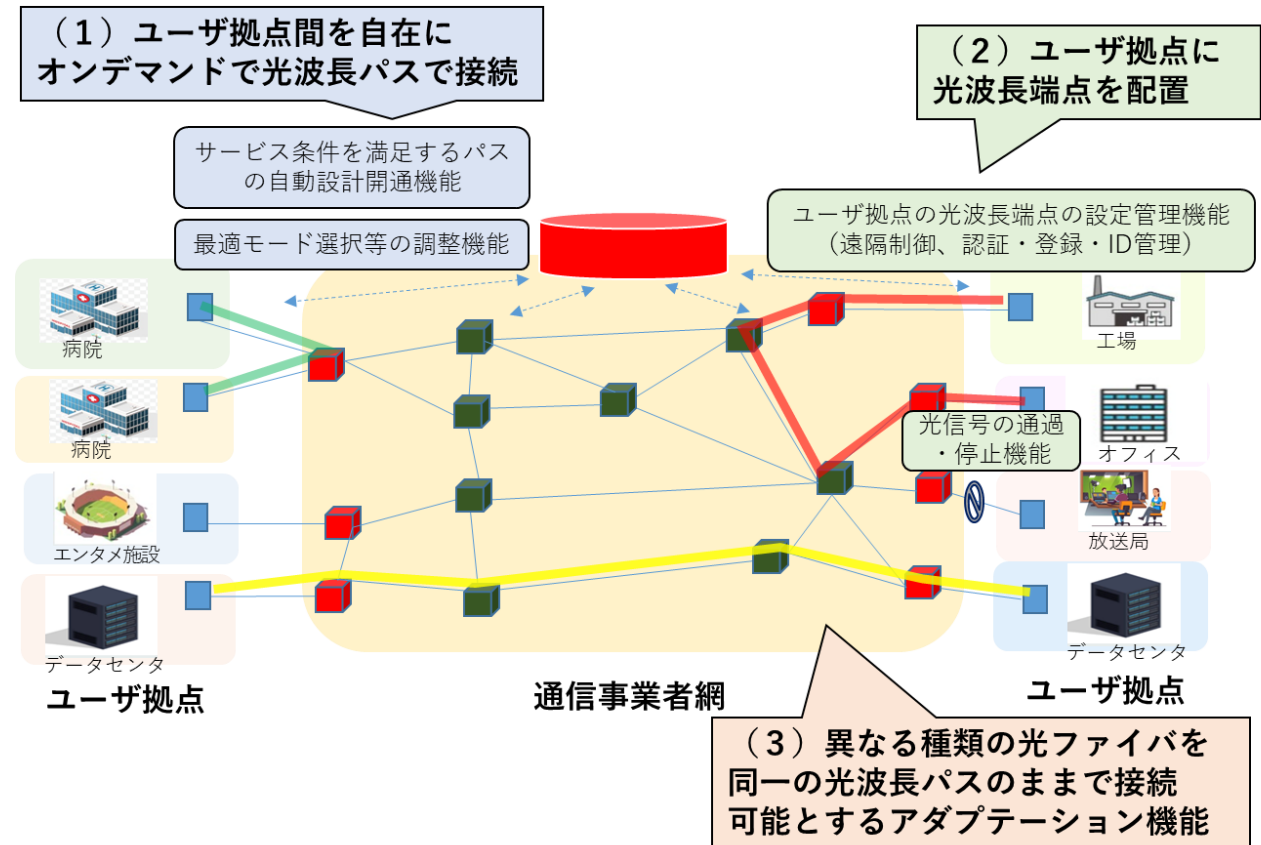 （１）ユーザ拠点間を自在に
オンデマンドで光波長パスで接続
（２）ユーザ拠点に
光波長端点を配置
サービス条件を満足するパス
の自動設計開通機能
最適モード選択等の調整機能
ユーザ拠点の光波長端点の設定管理機能
（遠隔制御、認証・登録・ID管理）
病院
病院
エンタメ施設
データセンタ
ユーザ拠点
通信事業者網
工場
光信号の通過
・停止機能
オフィス
放送局
データセンタ
ユーザ拠点
（３）異なる種類の光ファイバを
同一の光波長パスのままで接続
可能とするアダプテーション機能